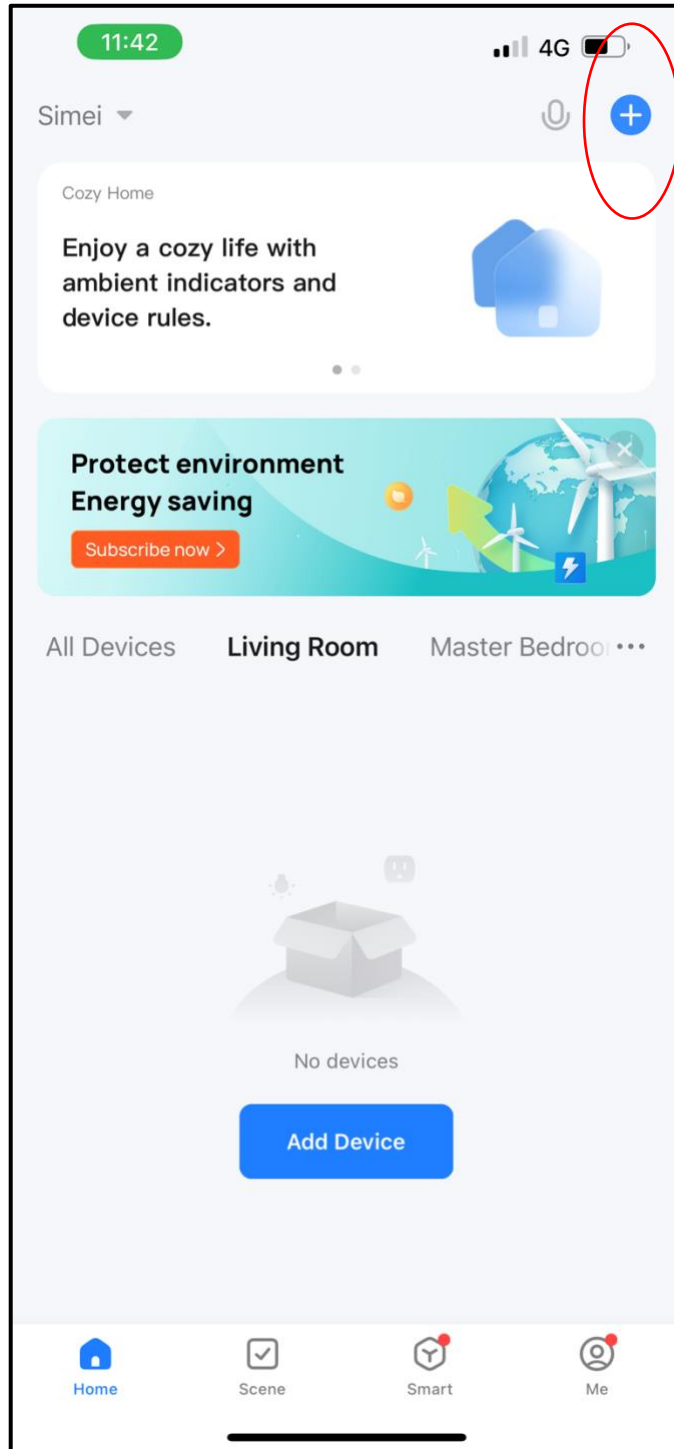 11:42
4G
Simei
Cozy Home
Enjoy a cozy life with
ambient indicators and
device rules.
Protect environment
Energy saving
Subscribe now >
All Devices Living Room Master Bedroo
No devices
Add Device
Home Scene Smart Me